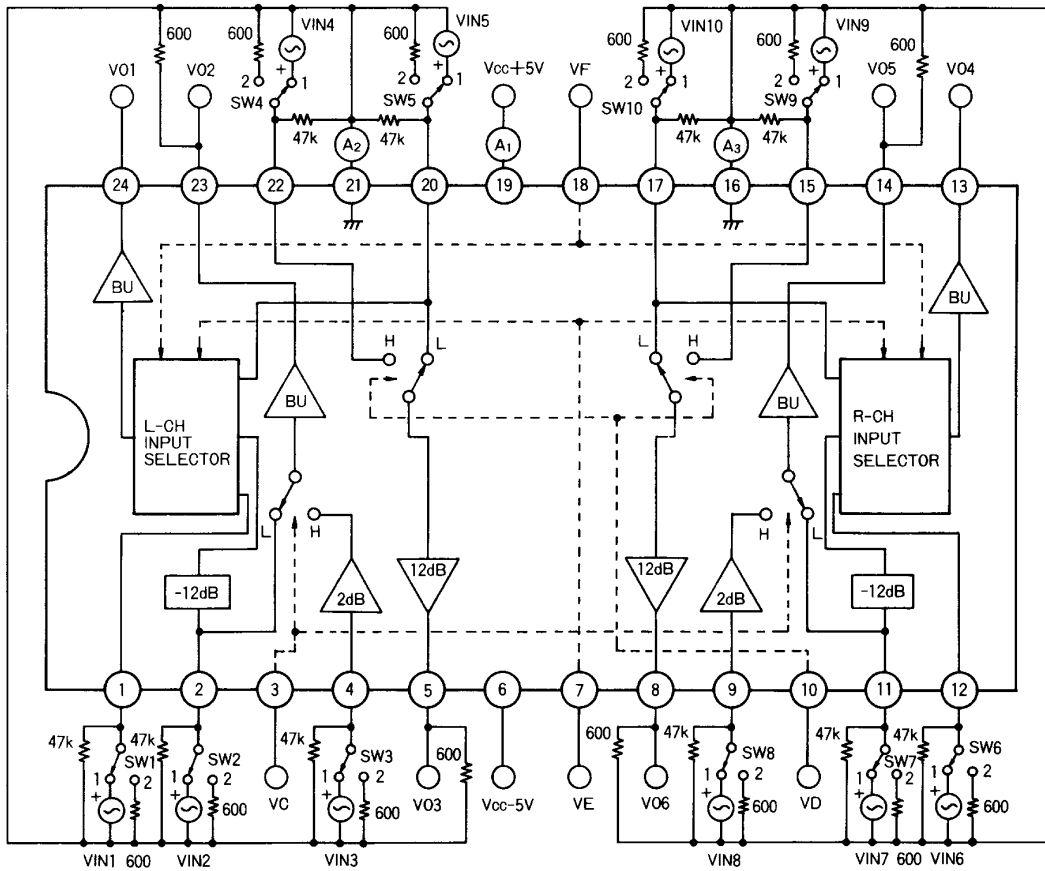 VIN4 VIN5 VIN10 VIN9
600 600 600 600 600 600
VO1 VO2 2 + 1 2 + 1 Vcc+5V VF 2 + 1 2 + 1 VO5 VO4
SW4 SW5 SW10 SW9
47k 47k 47k 47k
A2 A1 A3
24 23 22 21 20 19 18 17 16 15 14 13
BU BU
H L L H
BU BU
L-CH
INPUT
SELECTOR
R-CH
INPUT
SELECTOR
L H H L
-12dB 2dB 12dB 12dB 2dB -12dB
1 2 3 4 5 6 7 8 9 10 11 12
47k SW1 47k SW2 47k SW3 600 600 47k SW8 47k SW7 47k SW6
1 2 1 2 1 2 1 2 1 2 1 2
+ + VC + VO3 Vcc-5V VE VO6 + VD + +
600 600 600 600 600
VIN1 600 VIN2 VIN3 VIN8 VIN7 600 VIN6